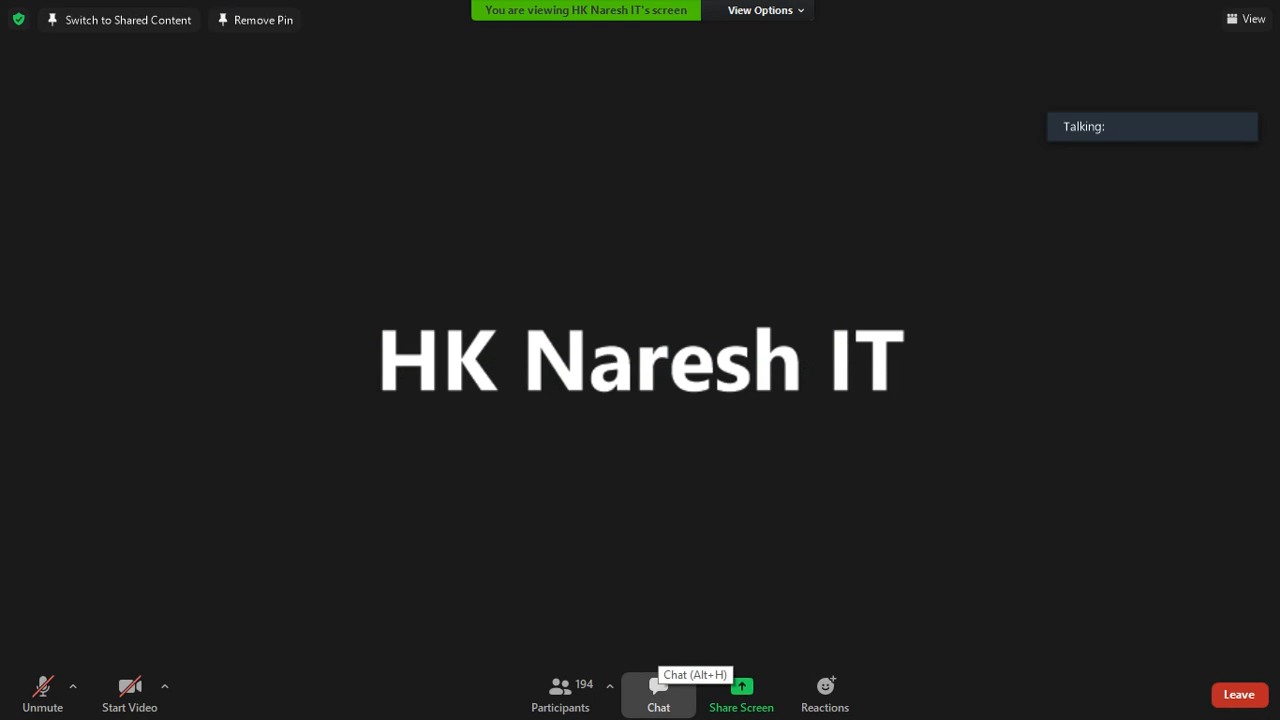 Switch to Shared Content
Remove Pin
You are viewing HK Naresh IT's screen
View Options
View
Talking:
HK Naresh IT
Chat (Alt+H)
194
Unmute
Start Video
Participants
Chat
Share Screen
Reactions
Leave